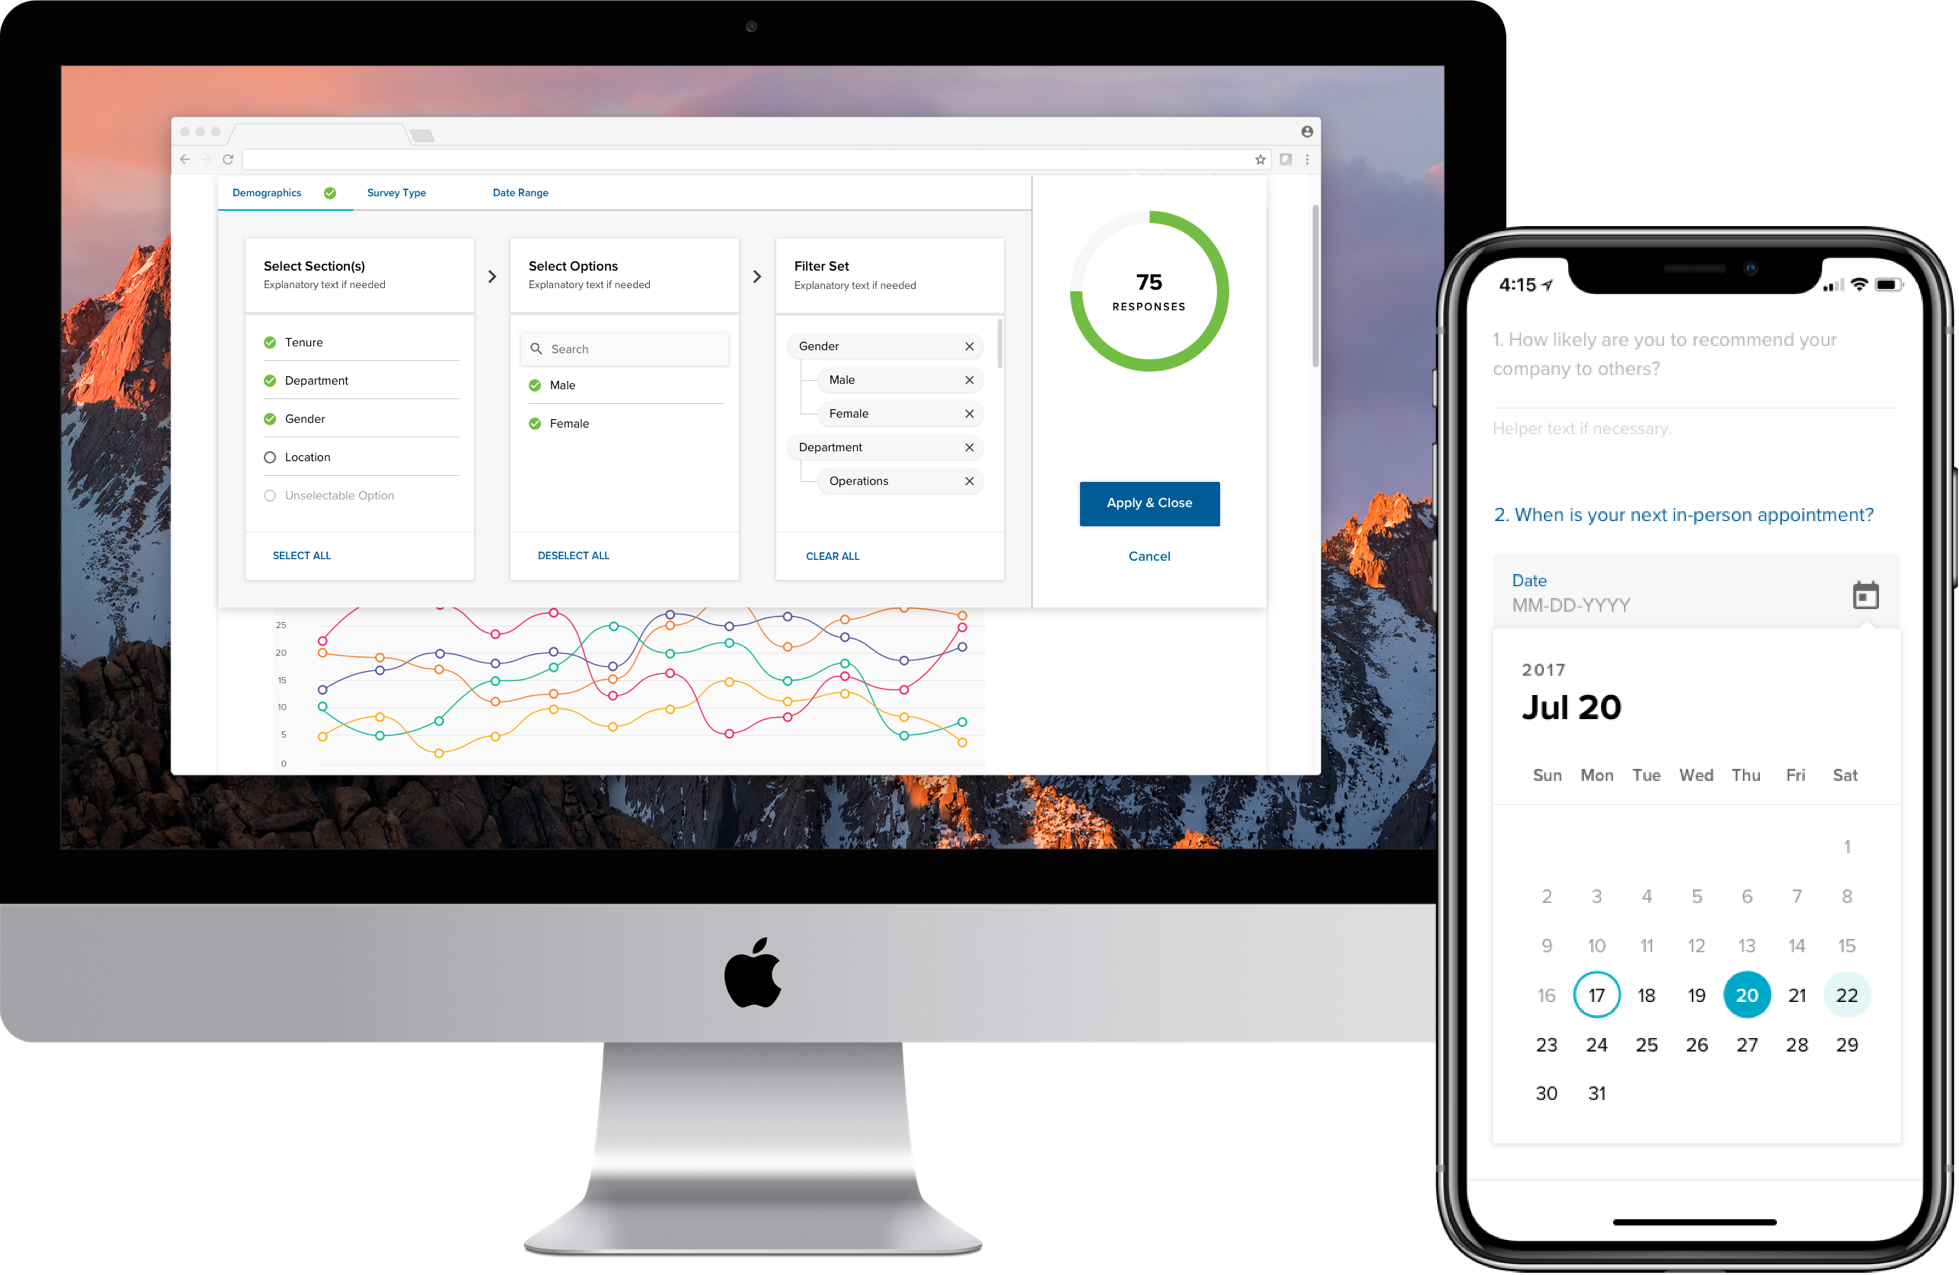 Demographics
Survey Type
Date Range
Select Section(s)
Explanatory text if needed
Tenure
Department
Gender
Location
Unselectable Option
SELECT ALL
Select Options
Explanatory text if needed
Search
Male
Female
DESELECT ALL
Filter Set
Explanatory text if needed
Gender
Male
Female
Department
Operations
CLEAR ALL
75
RESPONSES
Apply & Close
Cancel
25
20
15
10
5
0
4:15
1. How likely are you to recommend your
company to others?
Helper text if necessary.
2. When is your next in-person appointment?
Date
MM-DD-YYYY
2017
Jul 20
Sun Mon Tue Wed Thu Fri Sat
1
2 3 4 5 6 7 8
9 10 11 12 13 14 15
16 17 18 19 20 21 22
23 24 25 26 27 28 29
30 31